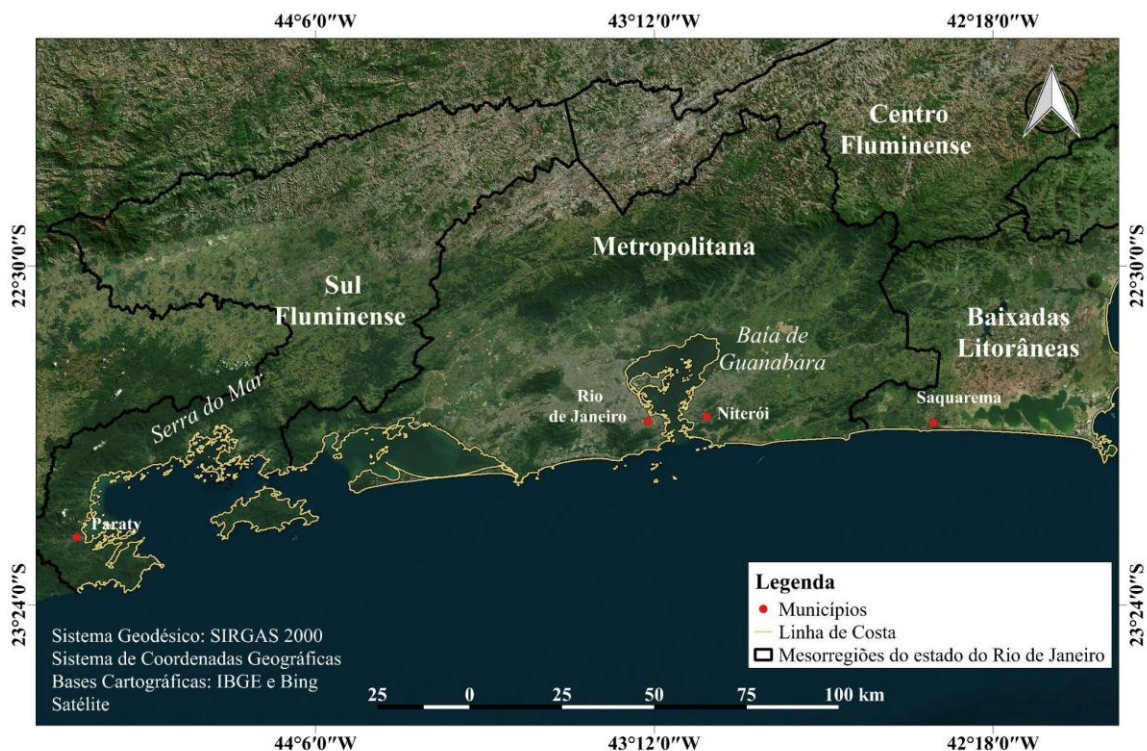 44°6'0"W
43°12'0"W
42°18'0"W
Centro
Fluminense
Metropolitana
22°30'0"S
22°30'0"S
Sul
Fluminense
Baixadas
Litorâneas
Baía de
Guanabara
Serra do Mar
Rio
de Janeiro
Niterói
Saquarema
Paraty
Legenda
Municípios
Linha de Costa
Mesorregiões do estado do Rio de Janeiro
23°24'0"S
23°24'0"S
Sistema Geodésico: SIRGAS 2000
Sistema de Coordenadas Geográficas
Bases Cartográficas: IBGE e Bing
Satélite
25 0 25 50 75 100 km
44°6'0"W
43°12'0"W
42°18'0"W